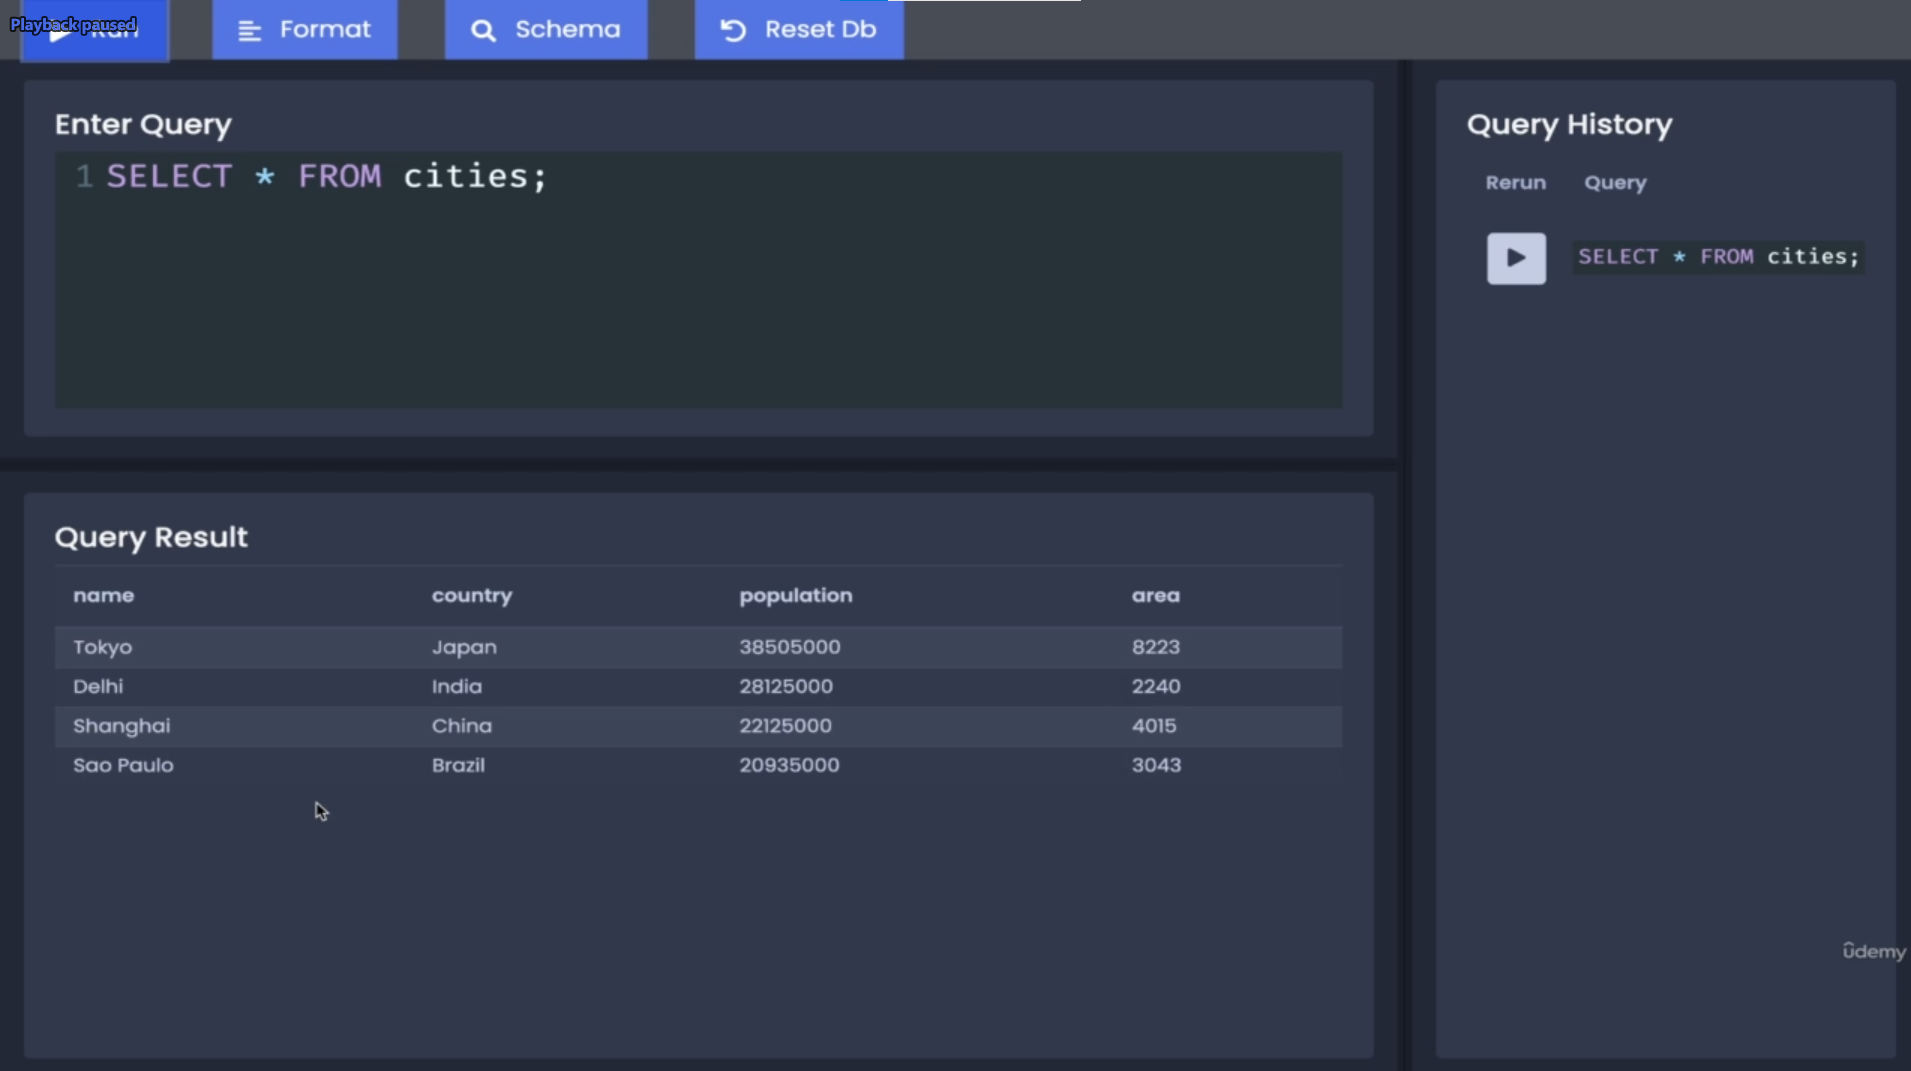 Playback paused
Run
Format
Schema
Reset Db
Enter Query
1 SELECT * FROM cities;
Query History
Rerun Query
SELECT * FROM cities;
Query Result
name country population area
Tokyo Japan 38505000 8223
Delhi India 28125000 2240
Shanghai China 22125000 4015
Sao Paulo Brazil 20935000 3043
ûdemy